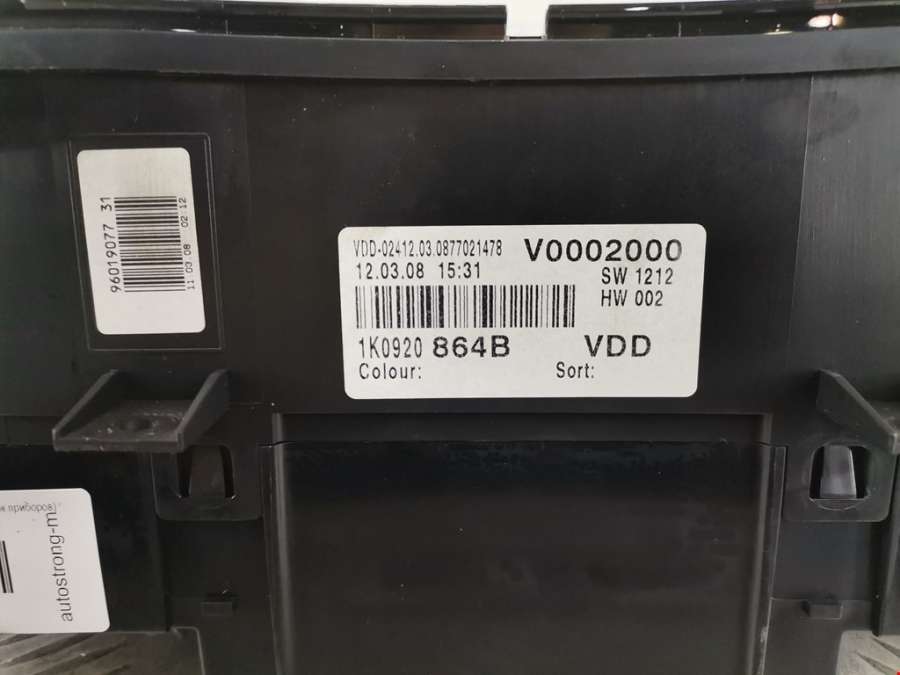 96019077 31
11 03 08 02 12
VDD-02412.03.0877021478 V0002000
12.03.08 15:31 SW 1212
HW 002
1K0920 864B VDD
Colour: Sort:
приборов)
autostrong-m.